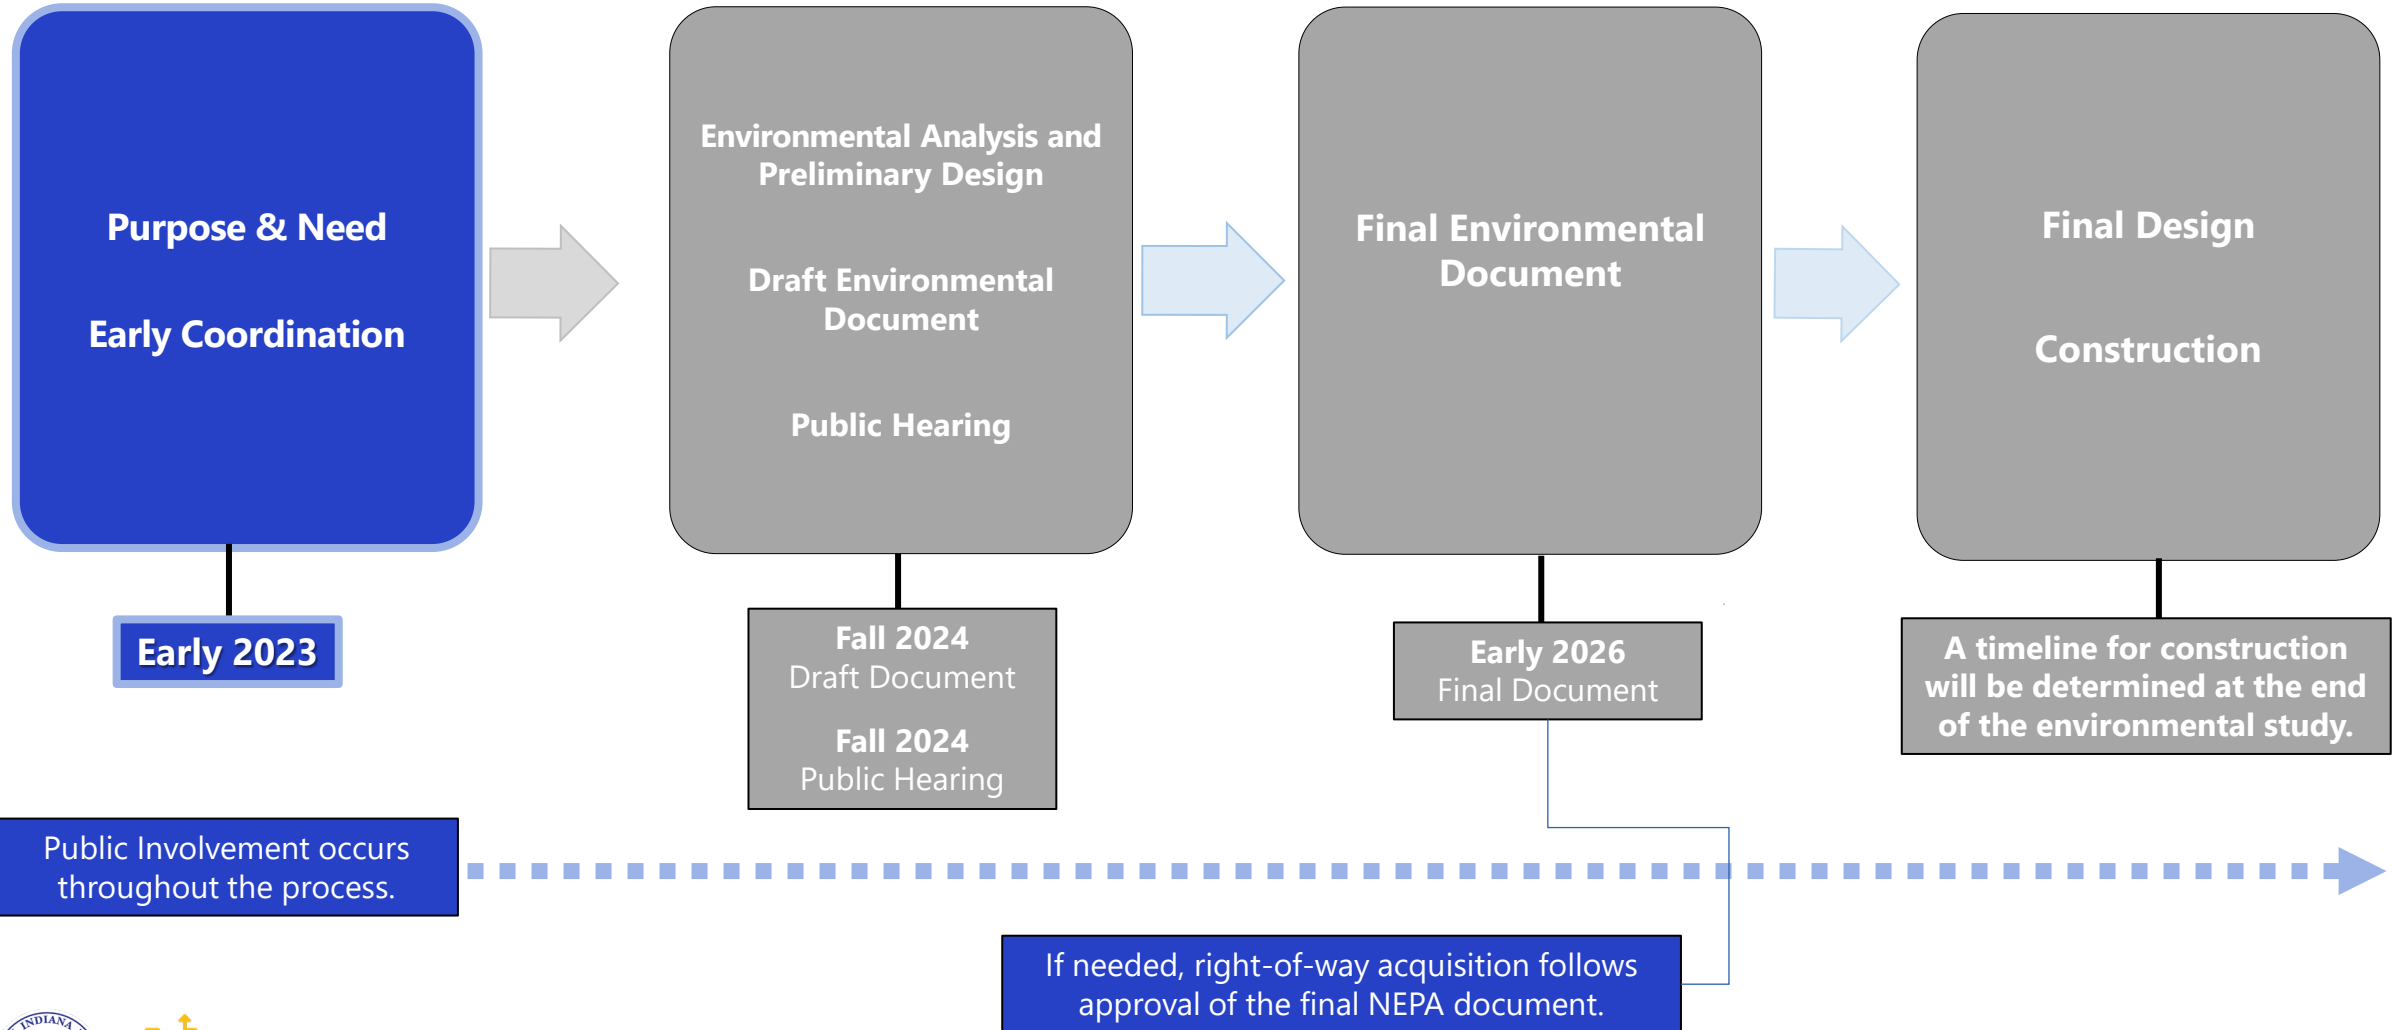 Purpose & Need
Early Coordination
Early 2023
Environmental Analysis and
Preliminary Design
Draft Environmental
Document
Public Hearing
Fall 2024
Draft Document
Fall 2024
Public Hearing
Final Environmental
Document
Early 2026
Final Document
Final Design
Construction
A timeline for construction
will be determined at the end
of the environmental study.
Public Involvement occurs
throughout the process.
If needed, right-of-way acquisition follows
approval of the final NEPA document.
INDIANA